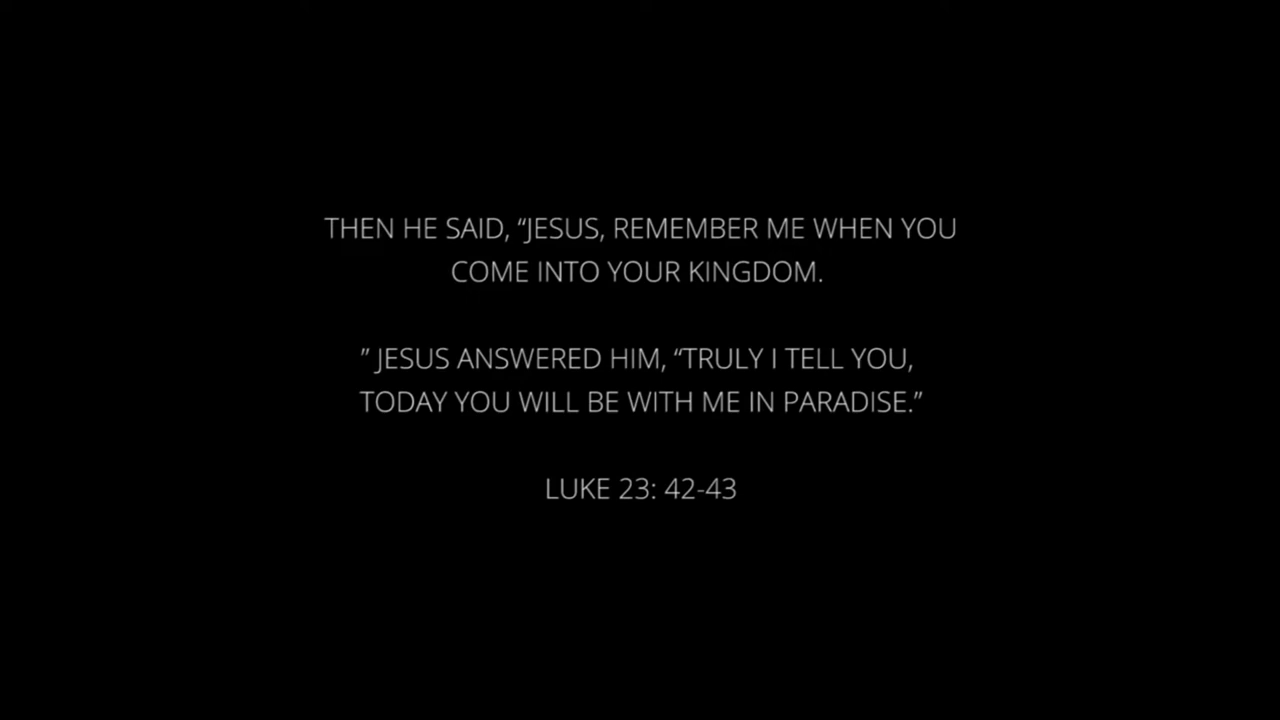 THEN HE SAID, “JESUS, REMEMBER ME WHEN YOU
COME INTO YOUR KINGDOM.
” JESUS ANSWERED HIM, “TRULY I TELL YOU,
TODAY YOU WILL BE WITH ME IN PARADISE.”
LUKE 23: 42-43